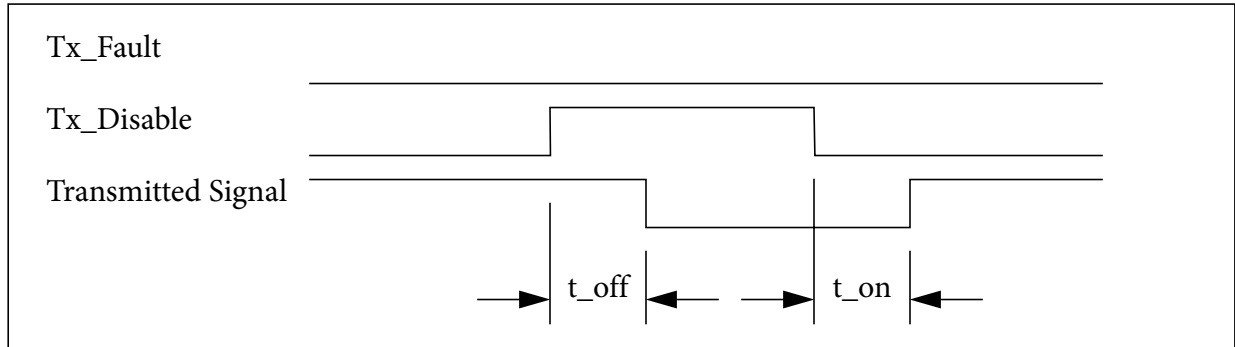 Tx_Fault
Tx_Disable
Transmitted Signal
t_off
t_on